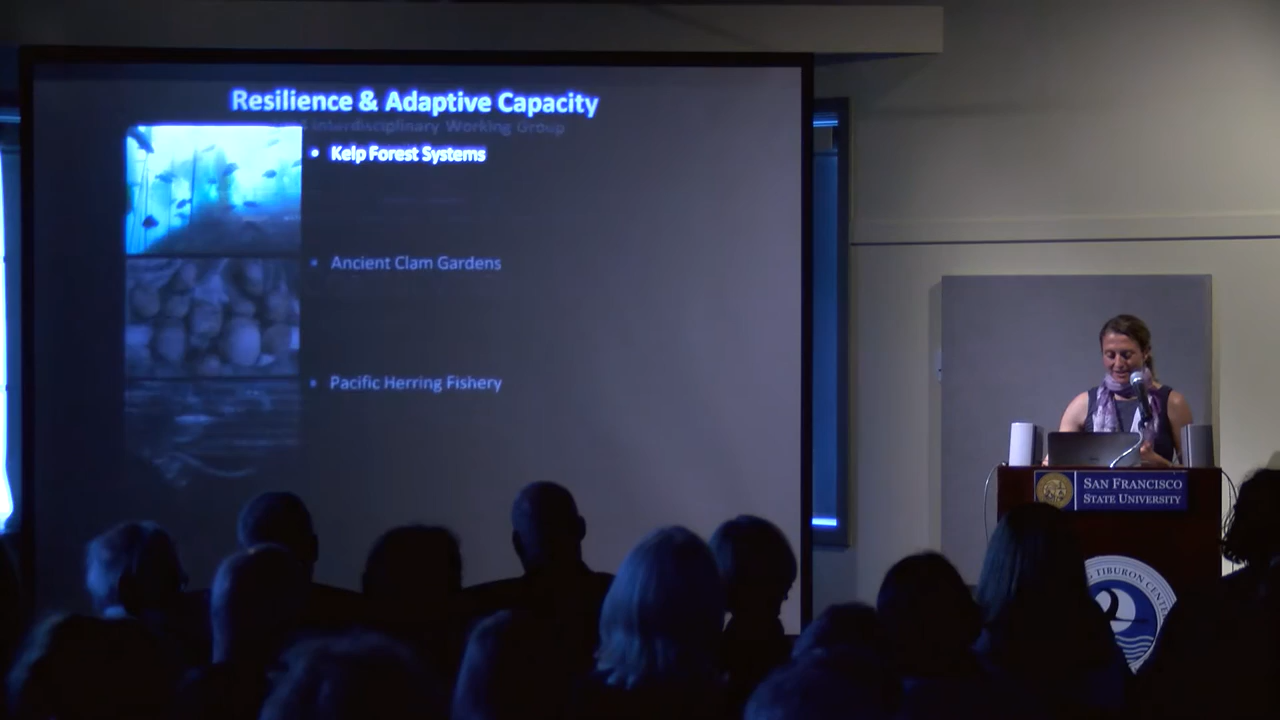 Resilience & Adaptive Capacity
Interdisciplinary Working Group
• Kelp Forest Systems
• Ancient Clam Gardens
• Pacific Herring Fishery
SAN FRANCISCO
STATE UNIVERSITY
TIBURON CENTER